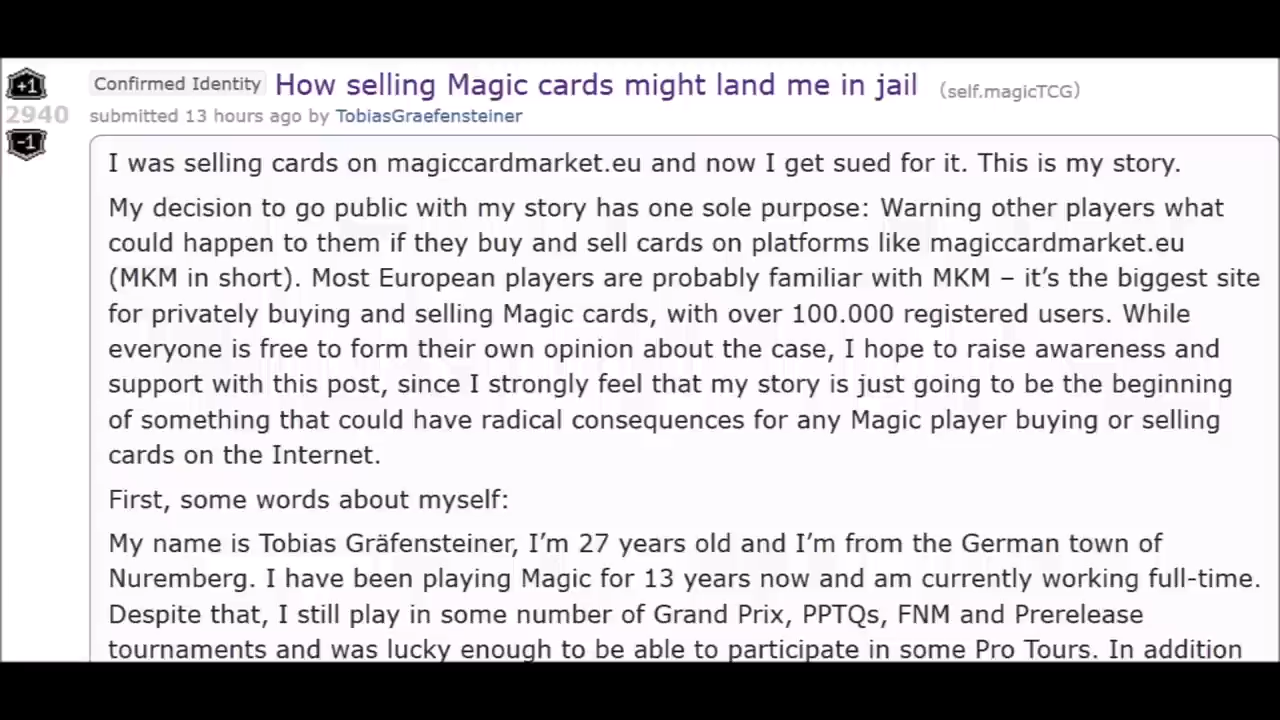 +1
Confirmed Identity How selling Magic cards might land me in jail (self.magicTCG)
2940
submitted 13 hours ago by TobiasGraefensteiner
-1
I was selling cards on magiccardmarket.eu and now I get sued for it. This is my story.
My decision to go public with my story has one sole purpose: Warning other players what
could happen to them if they buy and sell cards on platforms like magiccardmarket.eu
(MKM in short). Most European players are probably familiar with MKM – it’s the biggest site
for privately buying and selling Magic cards, with over 100.000 registered users. While
everyone is free to form their own opinion about the case, I hope to raise awareness and
support with this post, since I strongly feel that my story is just going to be the beginning
of something that could have radical consequences for any Magic player buying or selling
cards on the Internet.
First, some words about myself:
My name is Tobias Gräfensteiner, I’m 27 years old and I’m from the German town of
Nuremberg. I have been playing Magic for 13 years now and am currently working full-time.
Despite that, I still play in some number of Grand Prix, PPTQs, FNM and Prerelease
tournaments and was lucky enough to be able to participate in some Pro Tours. In addition